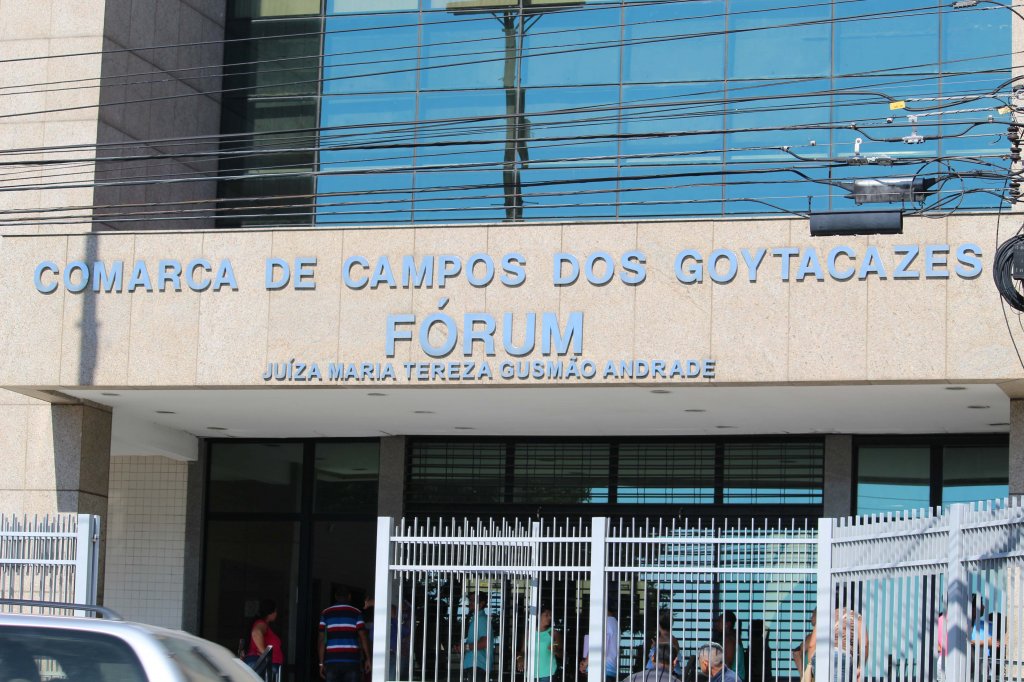 COMARCA DE CAMPOS DOS GOYTACAZES
FÓRUM
JUÍZA MARIA TEREZA GUSMÃO ANDRADE